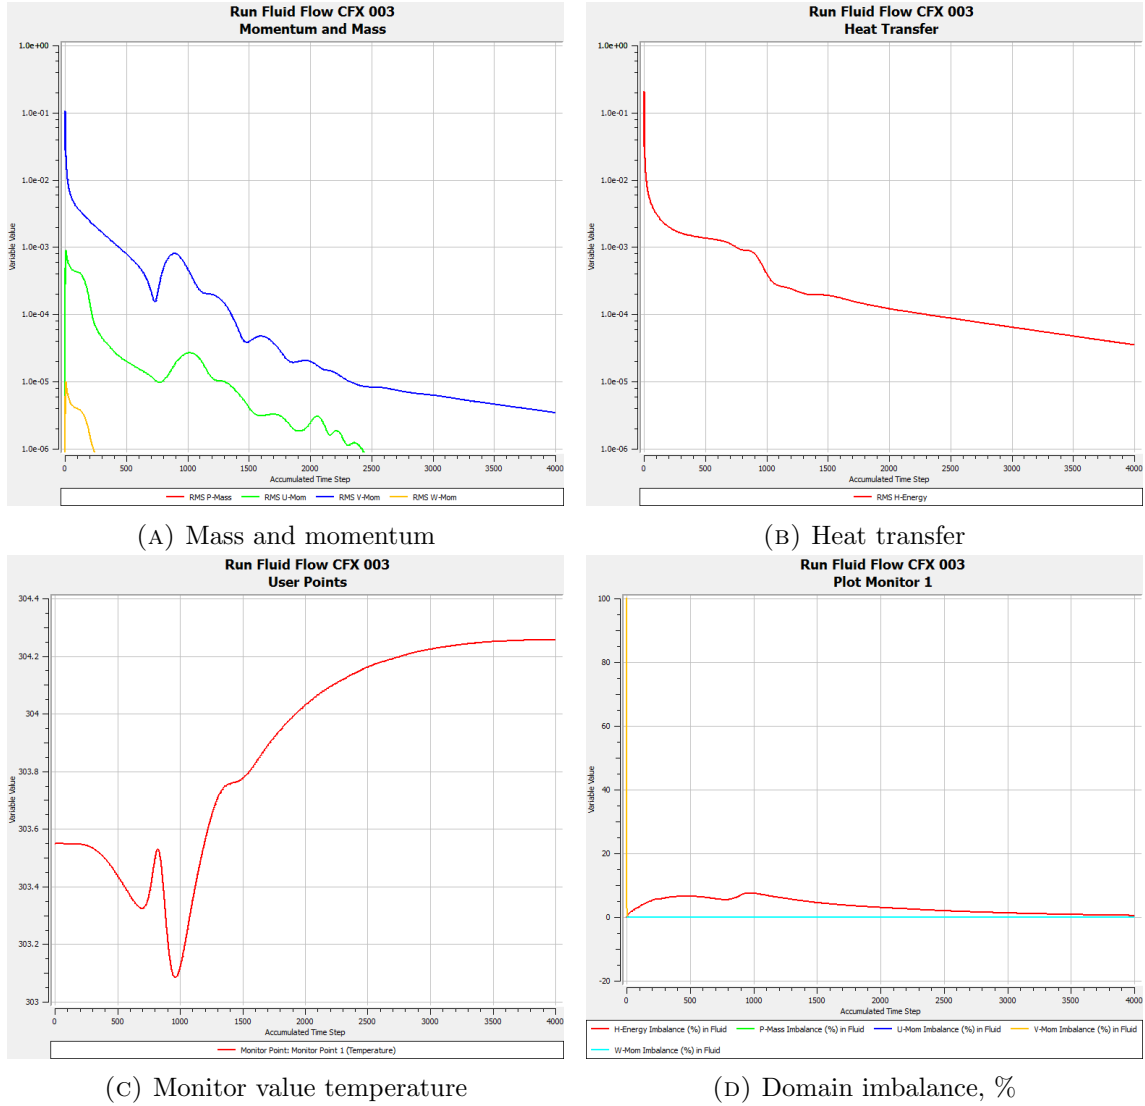 Run Fluid Flow CFX 003
Momentum and Mass
1.0e+00
1.0e-01
1.0e-02
1.0e-03
1.0e-04
1.0e-05
1.0e-06
Variable Value
0 500 1000 1500 2000 2500 3000 3500 4000
Accumulated Time Step
RMS P-Mass RMS U-Mom RMS V-Mom RMS W-Mom
(A) Mass and momentum
Run Fluid Flow CFX 003
Heat Transfer
1.0e+00
1.0e-01
1.0e-02
1.0e-03
1.0e-04
1.0e-05
1.0e-06
Variable Value
0 500 1000 1500 2000 2500 3000 3500 4000
Accumulated Time Step
RMS H-Energy
(B) Heat transfer
Run Fluid Flow CFX 003
User Points
304.4
304.2
304
303.8
303.6
303.4
303.2
303
Variable Value
0 500 1000 1500 2000 2500 3000 3500 4000
Accumulated Time Step
Monitor Point: Monitor Point 1 (Temperature)
(C) Monitor value temperature
Run Fluid Flow CFX 003
Plot Monitor 1
100
80
60
40
20
0
-20
Variable Value
0 500 1000 1500 2000 2500 3000 3500 4000
Accumulated Time Step
H-Energy Imbalance (%) in Fluid P-Mass Imbalance (%) in Fluid U-Mom Imbalance (%) in Fluid V-Mom Imbalance (%) in Fluid
W-Mom Imbalance (%) in Fluid
(D) Domain imbalance, %